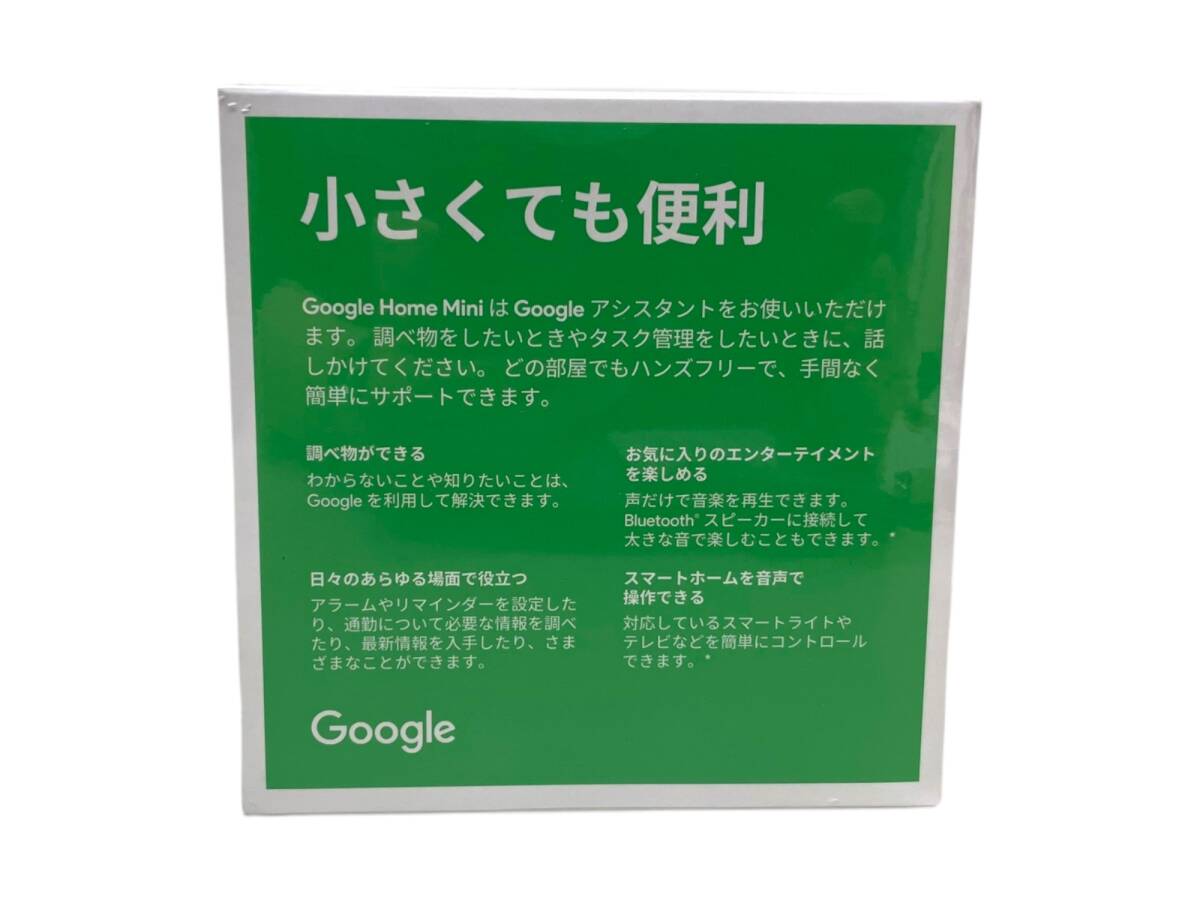 小さくても便利
Google Home Mini は Google アシスタントをお使いいただけ
ます。 調べ物をしたいときやタスク管理をしたいときに、話
しかけてください。 どの部屋でもハンズフリーで、手間なく
簡単にサポートできます。
調べ物ができる
わからないことや知りたいことは、
Google を利用して解決できます。
お気に入りのエンターテイメント
を楽しめる
声だけで音楽を再生できます。
Bluetooth® スピーカーに接続して
大きな音で楽しむこともできます。*
日々のあらゆる場面で役立つ
アラームやリマインダーを設定した
り、通勤について必要な情報を調べ
たり、最新情報を入手したり、さま
ざまなことができます。
スマートホームを音声で
操作できる
対応しているスマートライトや
テレビなどを簡単にコントロール
できます。*
Google